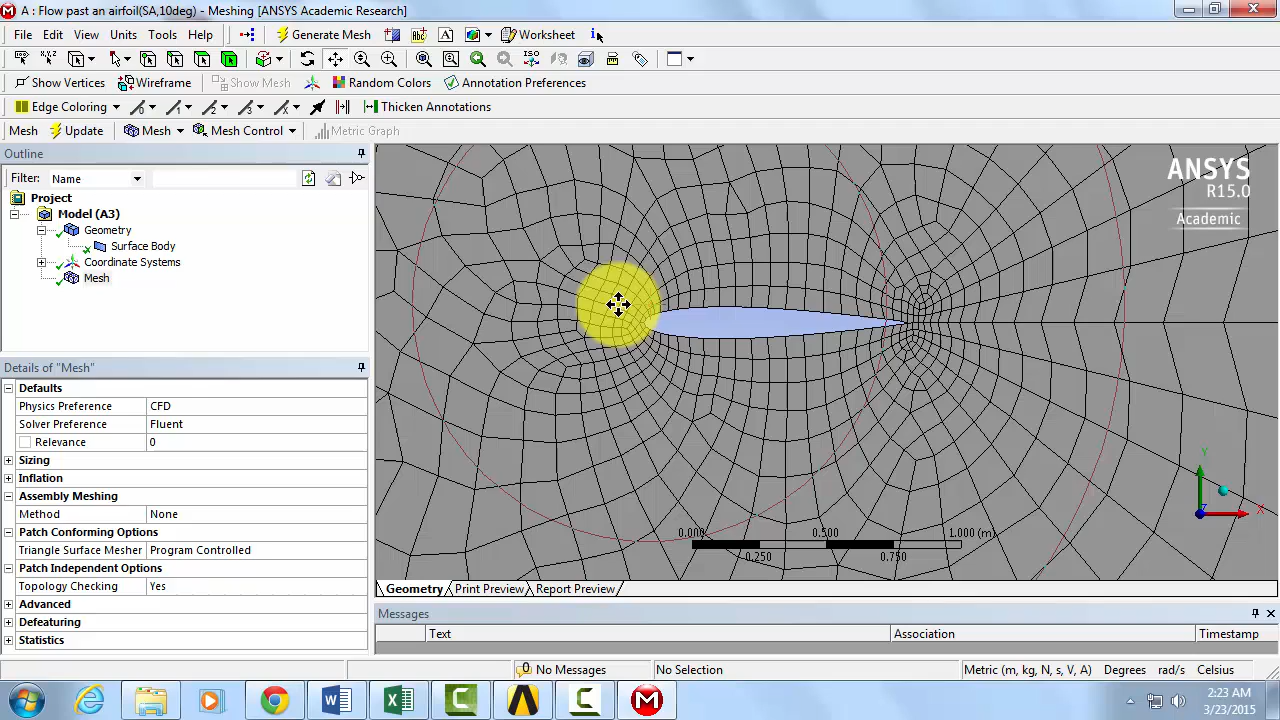 A : Flow past an airfoil(SA,10deg) - Meshing [ANSYS Academic Research]
File Edit View Units Tools Help Generate Mesh Worksheet
Show Vertices Wireframe Show Mesh Random Colors Annotation Preferences
Edge Coloring Thicken Annotations
Mesh Update Mesh Mesh Control Metric Graph
Outline
Filter: Name
Project
Model (A3)
Geometry
Surface Body
Coordinate Systems
Mesh
Details of "Mesh"
Defaults
Physics Preference CFD
Solver Preference Fluent
Relevance 0
Sizing
Inflation
Assembly Meshing
Method None
Patch Conforming Options
Triangle Surface Mesher Program Controlled
Patch Independent Options
Topology Checking Yes
Advanced
Defeaturing
Statistics
ANSYS
R15.0
Academic
Y
X
0.000 0.500 1.000 (m)
0.250 0.750
Geometry Print Preview Report Preview
Messages
Text Association Timestamp
0 No Messages No Selection Metric (m, kg, N, s, V, A) Degrees rad/s Celsius
2:23 AM
3/23/2015